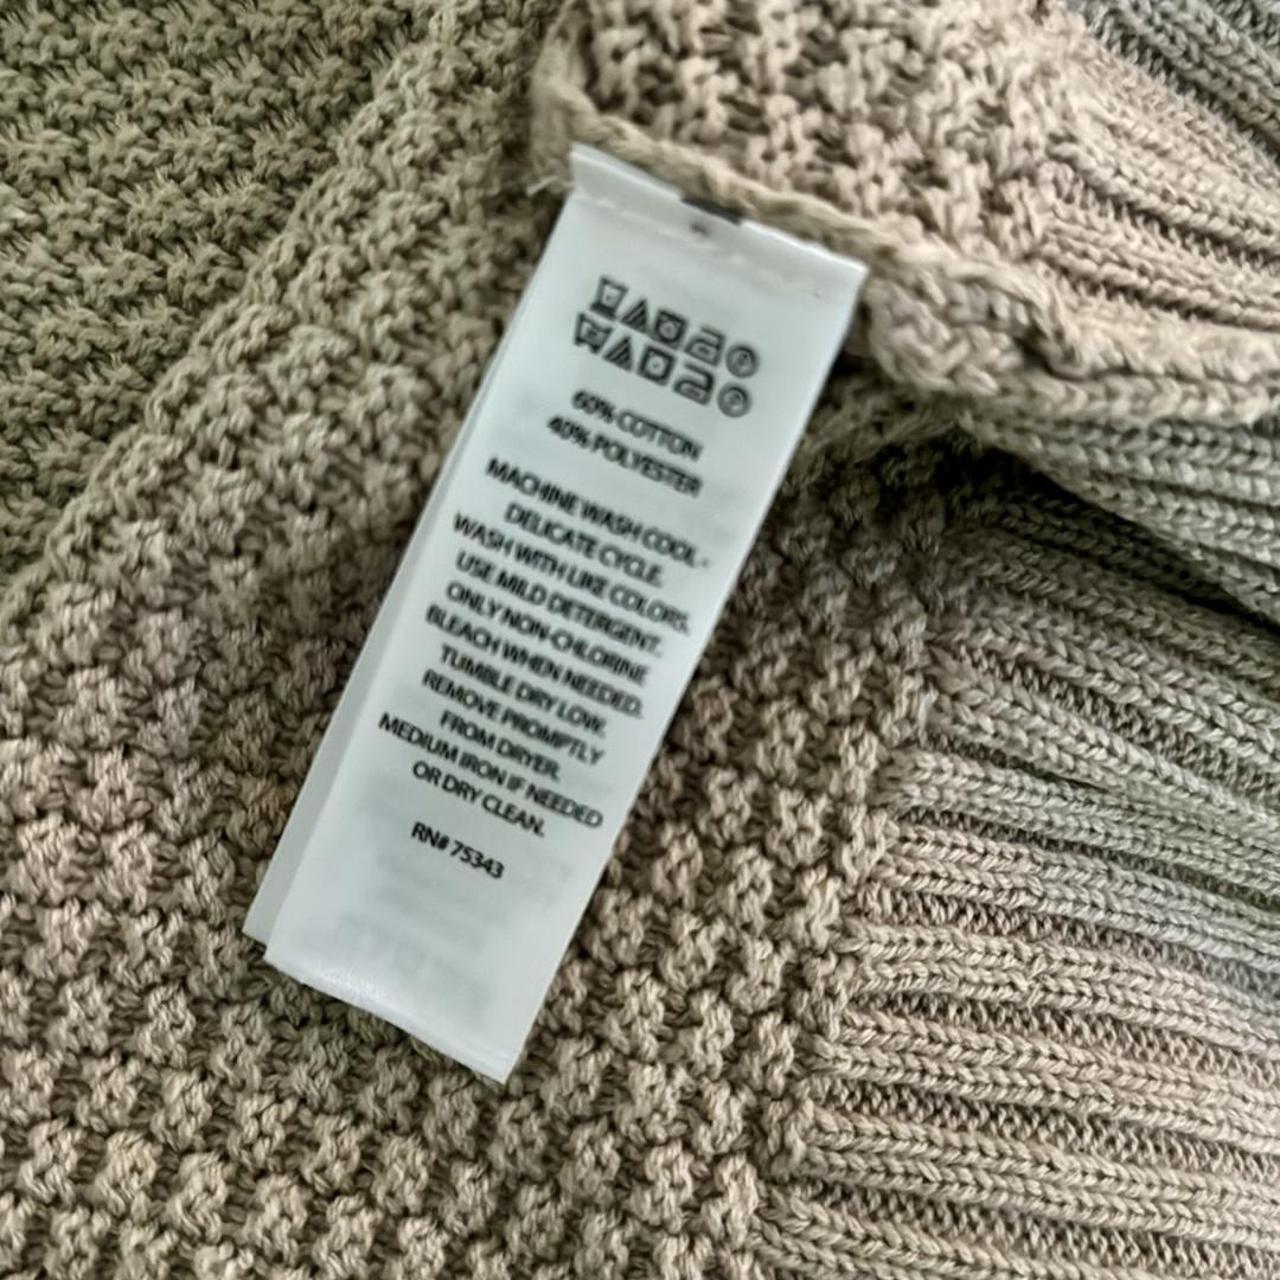 60% COTTON
40% POLYESTER
MACHINE WASH COOL -
DELICATE CYCLE.
WASH WITH LIKE COLORS.
USE MILD DETERGENT.
ONLY NON-CHLORINE
BLEACH WHEN NEEDED.
TUMBLE DRY LOW.
REMOVE PROMPTLY
FROM DRYER.
MEDIUM IRON IF NEEDED
OR DRY CLEAN.
RN# 75343